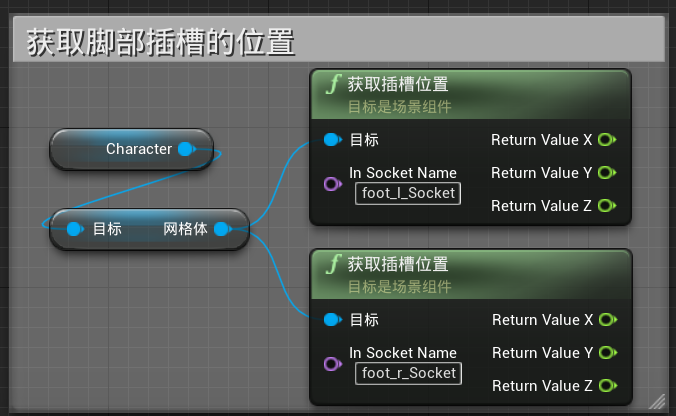 获取脚部插槽的位置
Character
目标 网格体
f 获取插槽位置
目标是场景组件
目标 Return Value X
In Socket Name Return Value Y
foot_l_Socket
Return Value Z
f 获取插槽位置
目标是场景组件
目标 Return Value X
In Socket Name Return Value Y
foot_r_Socket
Return Value Z